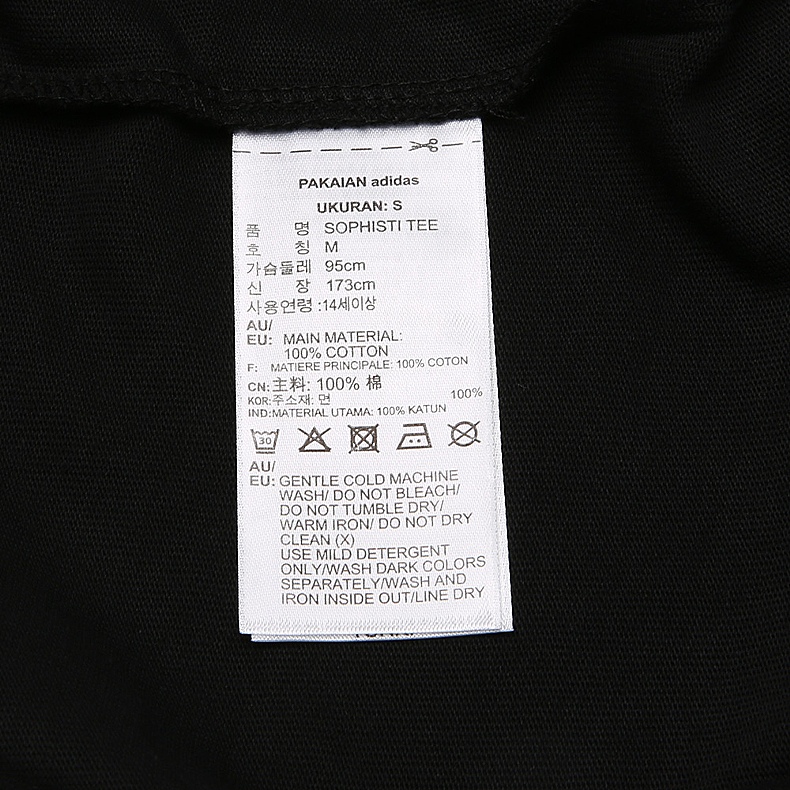 PAKAIAN adidas
UKURAN: S
품 명 SOPHISTI TEE
호 칭 M
가슴둘레 95cm
신 장 173cm
사용연령 :14세이상
AU/
EU: MAIN MATERIAL:
100% COTTON
F: MATIERE PRINCIPALE: 100% COTON
CN:主料: 100% 棉
KOR:주소재: 면 100%
IND:MATERIAL UTAMA: 100% KATUN
30
AU/
EU: GENTLE COLD MACHINE
WASH/ DO NOT BLEACH/
DO NOT TUMBLE DRY/
WARM IRON/ DO NOT DRY
CLEAN (X)
USE MILD DETERGENT
ONLY/WASH DARK COLORS
SEPARATELY/WASH AND
IRON INSIDE OUT/LINE DRY